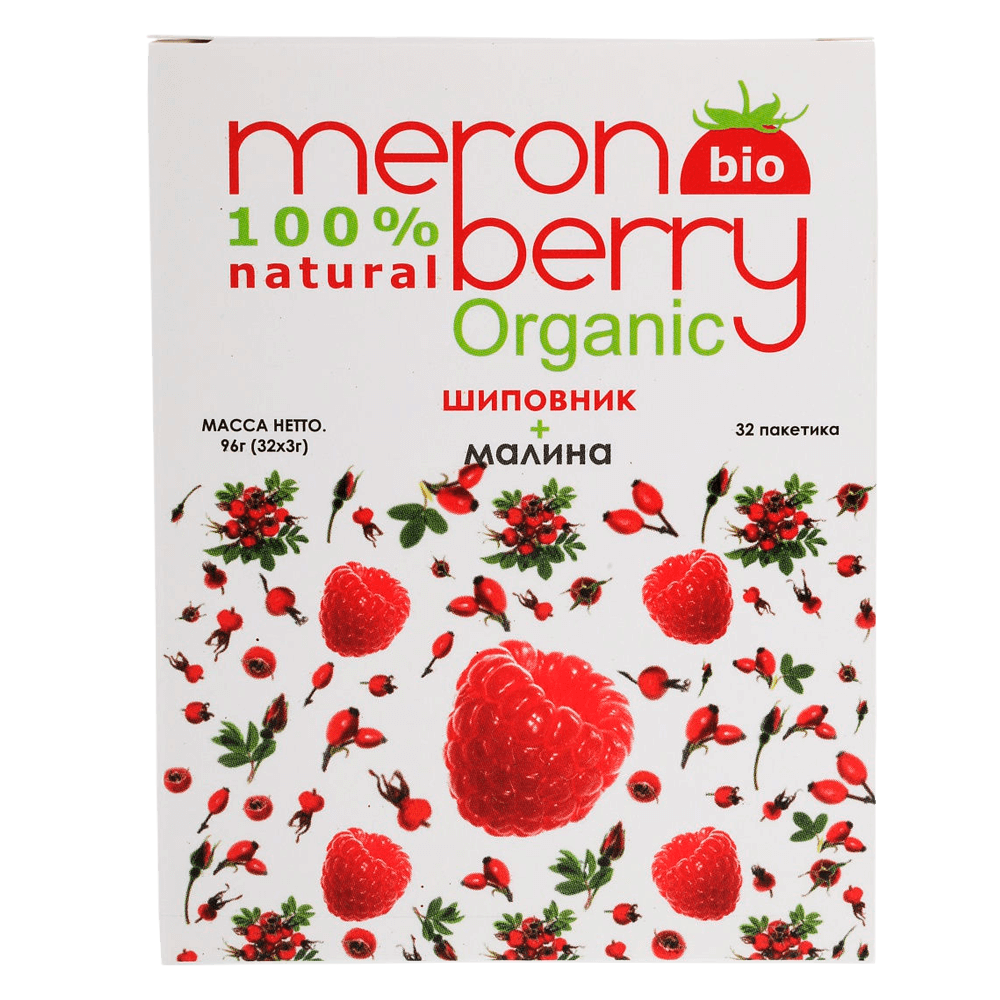 meron
bio
100%
natural
berry
Organic
шиповник
+
малина
МАССА НЕТТО.
96г (32х3г)
32 пакетика